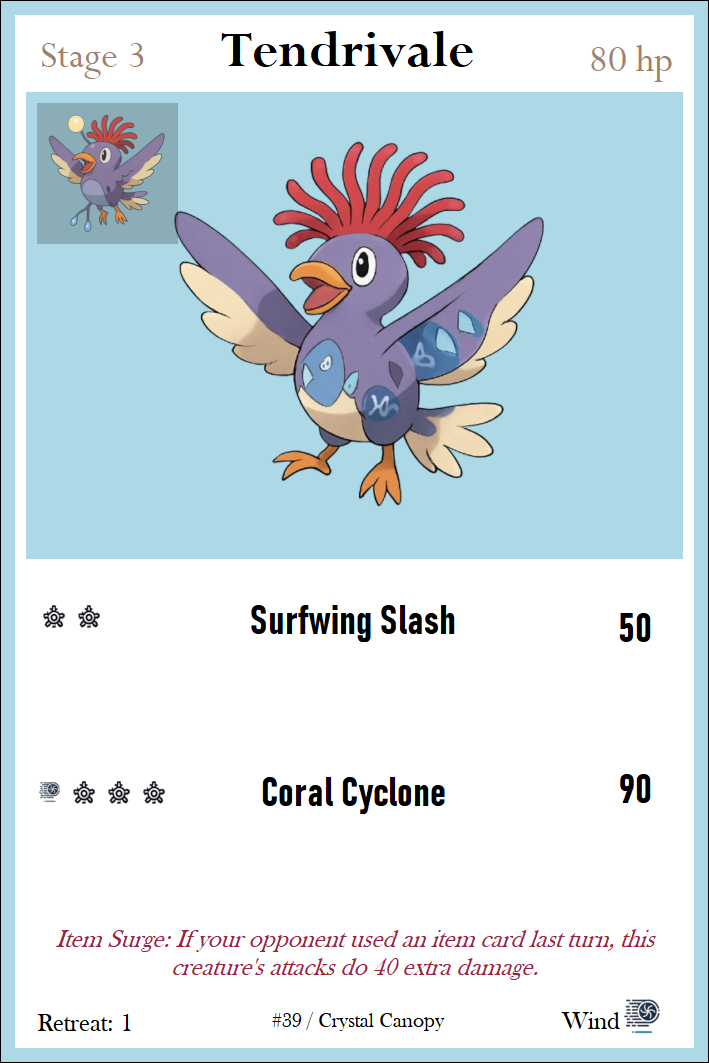 Stage 3 Tendrivale 80 hp
Surfwing Slash 50
Coral Cyclone 90
Item Surge: If your opponent used an item card last turn, this
creature's attacks do 40 extra damage.
Retreat: 1 #39 / Crystal Canopy Wind